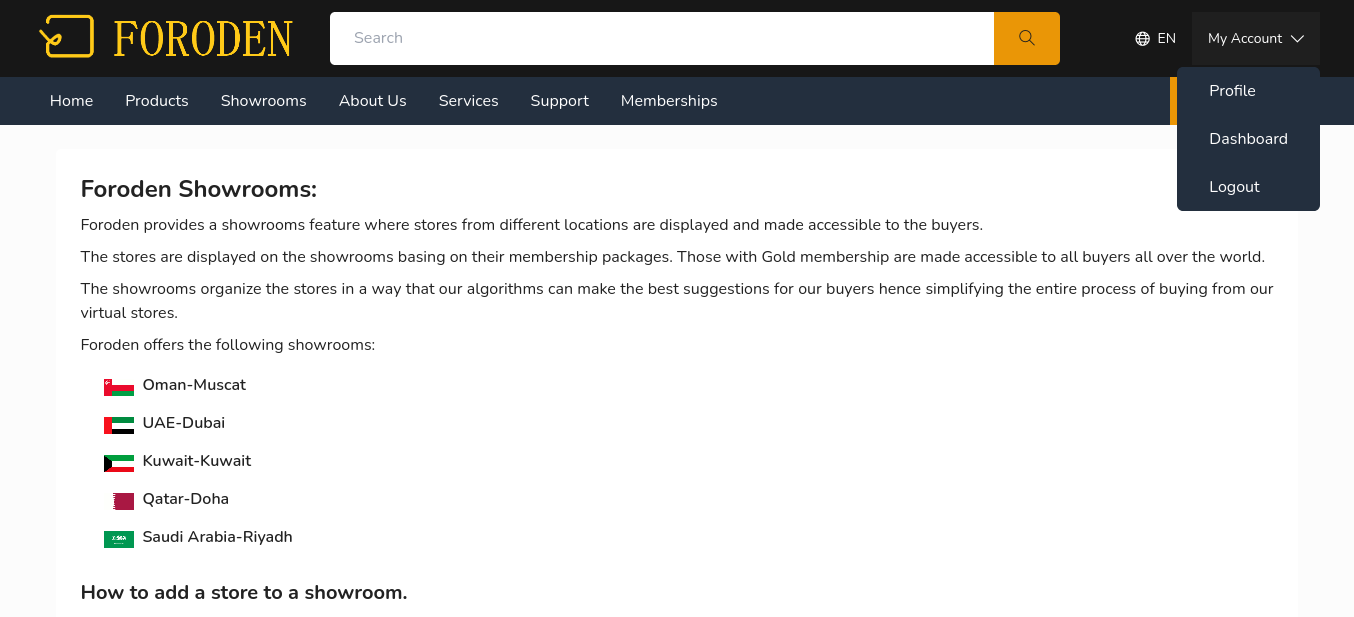 FORODEN
Search
EN
My Account
Home
Products
Showrooms
About Us
Services
Support
Memberships
Profile
Dashboard
Logout
Foroden Showrooms:
Foroden provides a showrooms feature where stores from different locations are displayed and made accessible to the buyers.
The stores are displayed on the showrooms basing on their membership packages. Those with Gold membership are made accessible to all buyers all over the world.
The showrooms organize the stores in a way that our algorithms can make the best suggestions for our buyers hence simplifying the entire process of buying from our
virtual stores.
Foroden offers the following showrooms:
Oman-Muscat
UAE-Dubai
Kuwait-Kuwait
Qatar-Doha
Saudi Arabia-Riyadh
How to add a store to a showroom.